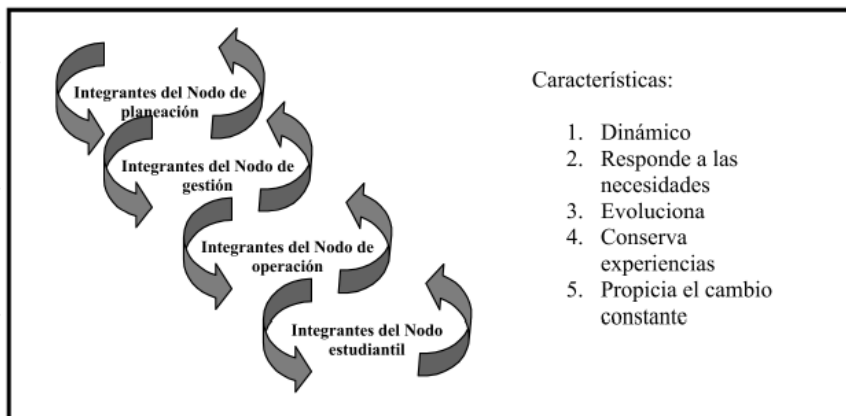 Integrantes del Nodo de
planeación
Integrantes del Nodo de
gestión
Integrantes del Nodo de
operación
Integrantes del Nodo
estudiantil
Características:
1. Dinámico
2. Responde a las
necesidades
3. Evoluciona
4. Conserva
experiencias
5. Propicia el cambio
constante